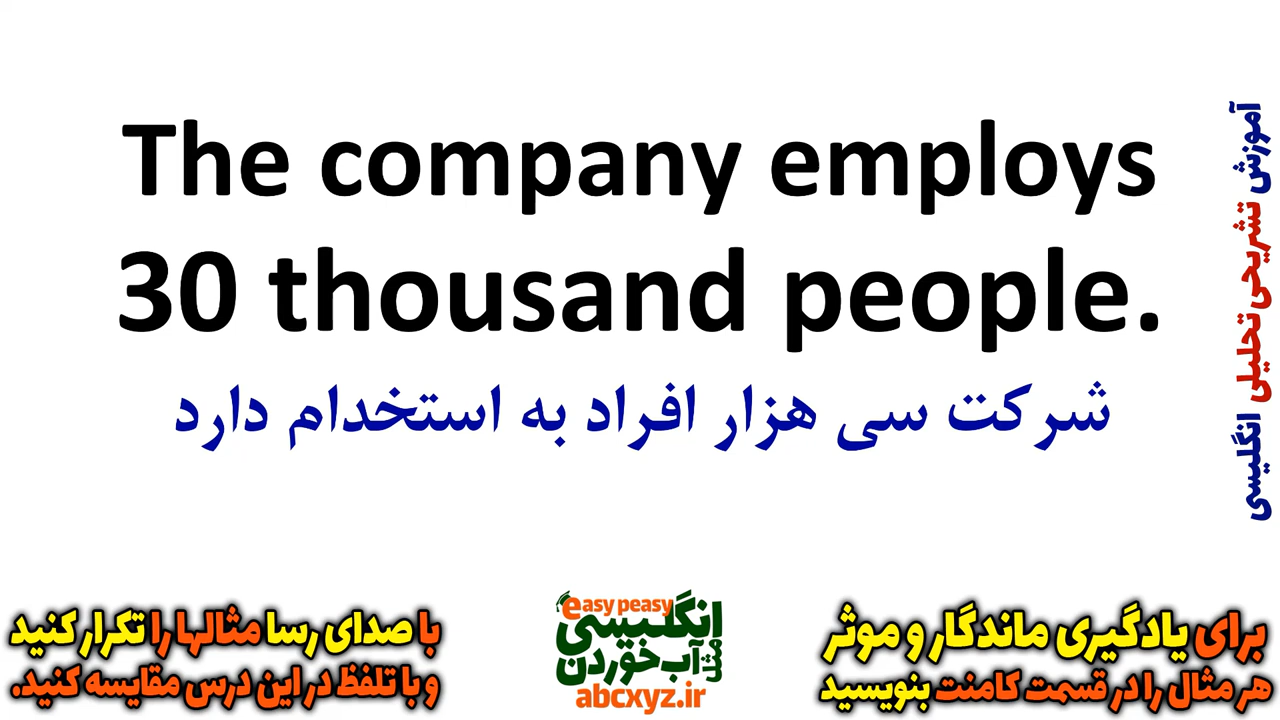 The company employs
30 thousand people.
شرکت سی هزار افراد به استخدام دارد
آموزش تشریحی تحلیلی انگلیسی
برای یادگیری ماندگار و موثر
هر مثال را در قسمت کامنت بنویسید
easy peasy
انگلیسی
مثل آب خوردن
abcxyz.ir
با صدای رسا مثالها را تکرار کنید
و با تلفظ در این درس مقایسه کنید.